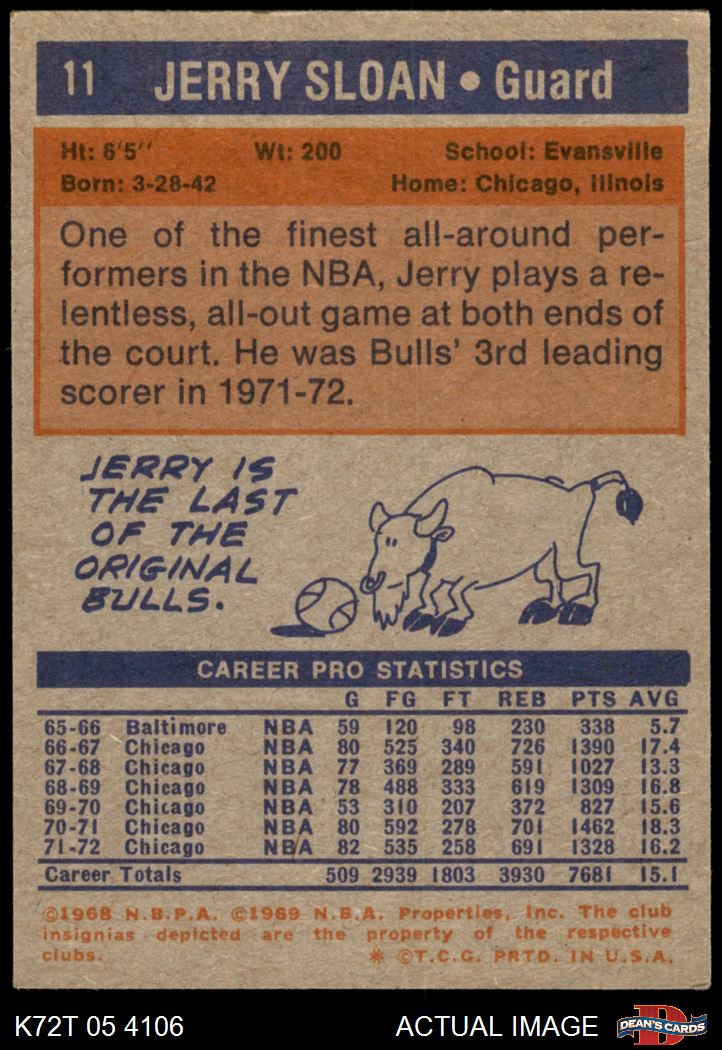 11 JERRY SLOAN • Guard
Ht: 6'5'' Wt: 200 School: Evansville
Born: 3-28-42 Home: Chicago, Illinois
One of the finest all-around per-
formers in the NBA, Jerry plays a re-
lentless, all-out game at both ends of
the court. He was Bulls' 3rd leading
scorer in 1971-72.
JERRY IS
THE LAST
OF THE
ORIGINAL
BULLS.
CAREER PRO STATISTICS
G FG FT REB PTS AVG
65-66 Baltimore NBA 59 120 98 230 338 5.7
66-67 Chicago NBA 80 525 340 726 1390 17.4
67-68 Chicago NBA 77 369 289 591 1027 13.3
68-69 Chicago NBA 78 488 333 619 1309 16.8
69-70 Chicago NBA 53 310 207 372 827 15.6
70-71 Chicago NBA 80 592 278 701 1462 18.3
71-72 Chicago NBA 82 535 258 691 1328 16.2
Career Totals 509 2939 1803 3930 7681 15.1
©1968 N.B.P.A. ©1969 N.B.A. Properties, Inc. The club
insignias depicted are the property of the respective
clubs. * ©T.C.G. PRTD. IN U.S.A.
K72T 05 4106 ACTUAL IMAGE D DEAN'S CARDS